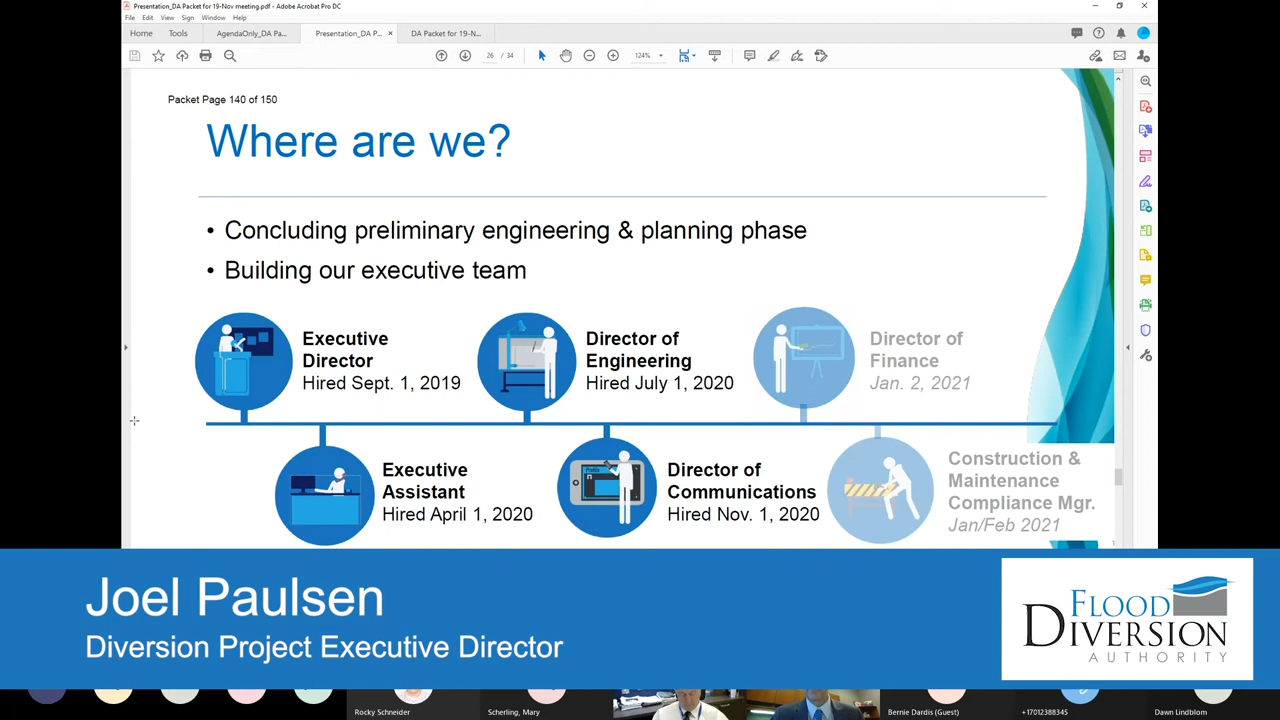 Presentation_DA Packet for 19-Nov meeting.pdf - Adobe Acrobat Pro DC
File Edit View Sign Window Help
Home Tools AgendaOnly_DA Pa... Presentation_DA P... × DA Packet for 19-N...
26 / 34 124%
Packet Page 140 of 150
Where are we?
• Concluding preliminary engineering & planning phase
• Building our executive team
Executive
Director
Hired Sept. 1, 2019
Director of
Engineering
Hired July 1, 2020
Director of
Finance
Jan. 2, 2021
Executive
Assistant
Hired April 1, 2020
Director of
Communications
Hired Nov. 1, 2020
Construction &
Maintenance
Compliance Mgr.
Jan/Feb 2021
Joel Paulsen
Diversion Project Executive Director
FLOOD
DIVERSION
AUTHORITY
Rocky Schneider
Scherling, Mary
Bernie Dardis (Guest)
+17012388345
Dawn Lindblom